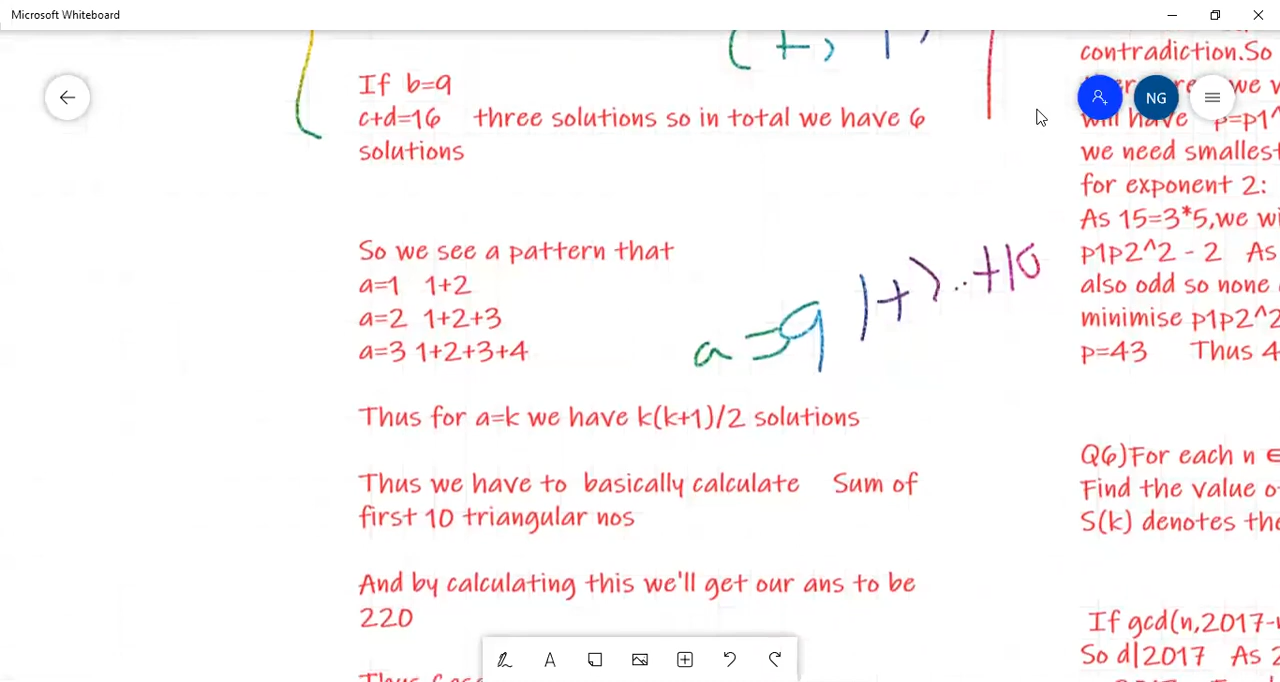 Microsoft Whiteboard
If b=9
c+d=16 three solutions so in total we have 6
solutions
So we see a pattern that
a=1 1+2
a=2 1+2+3
a=3 1+2+3+4
a=9 1+2..+10
Thus for a=k we have k(k+1)/2 solutions
Thus we have to basically calculate Sum of
first 10 triangular nos
And by calculating this we'll get our ans to be
220
NG
contradiction.So
we
will have p=p1^
we need smallest
for exponent 2:
As 15=3*5,we
p1p2^2 - 2 As
also odd so none
minimise p1p2^2
p=43 Thus 4
Q6)For each n ∈
Find the value
S(k) denotes
If gcd(n,2017-
So d|2017 As 2